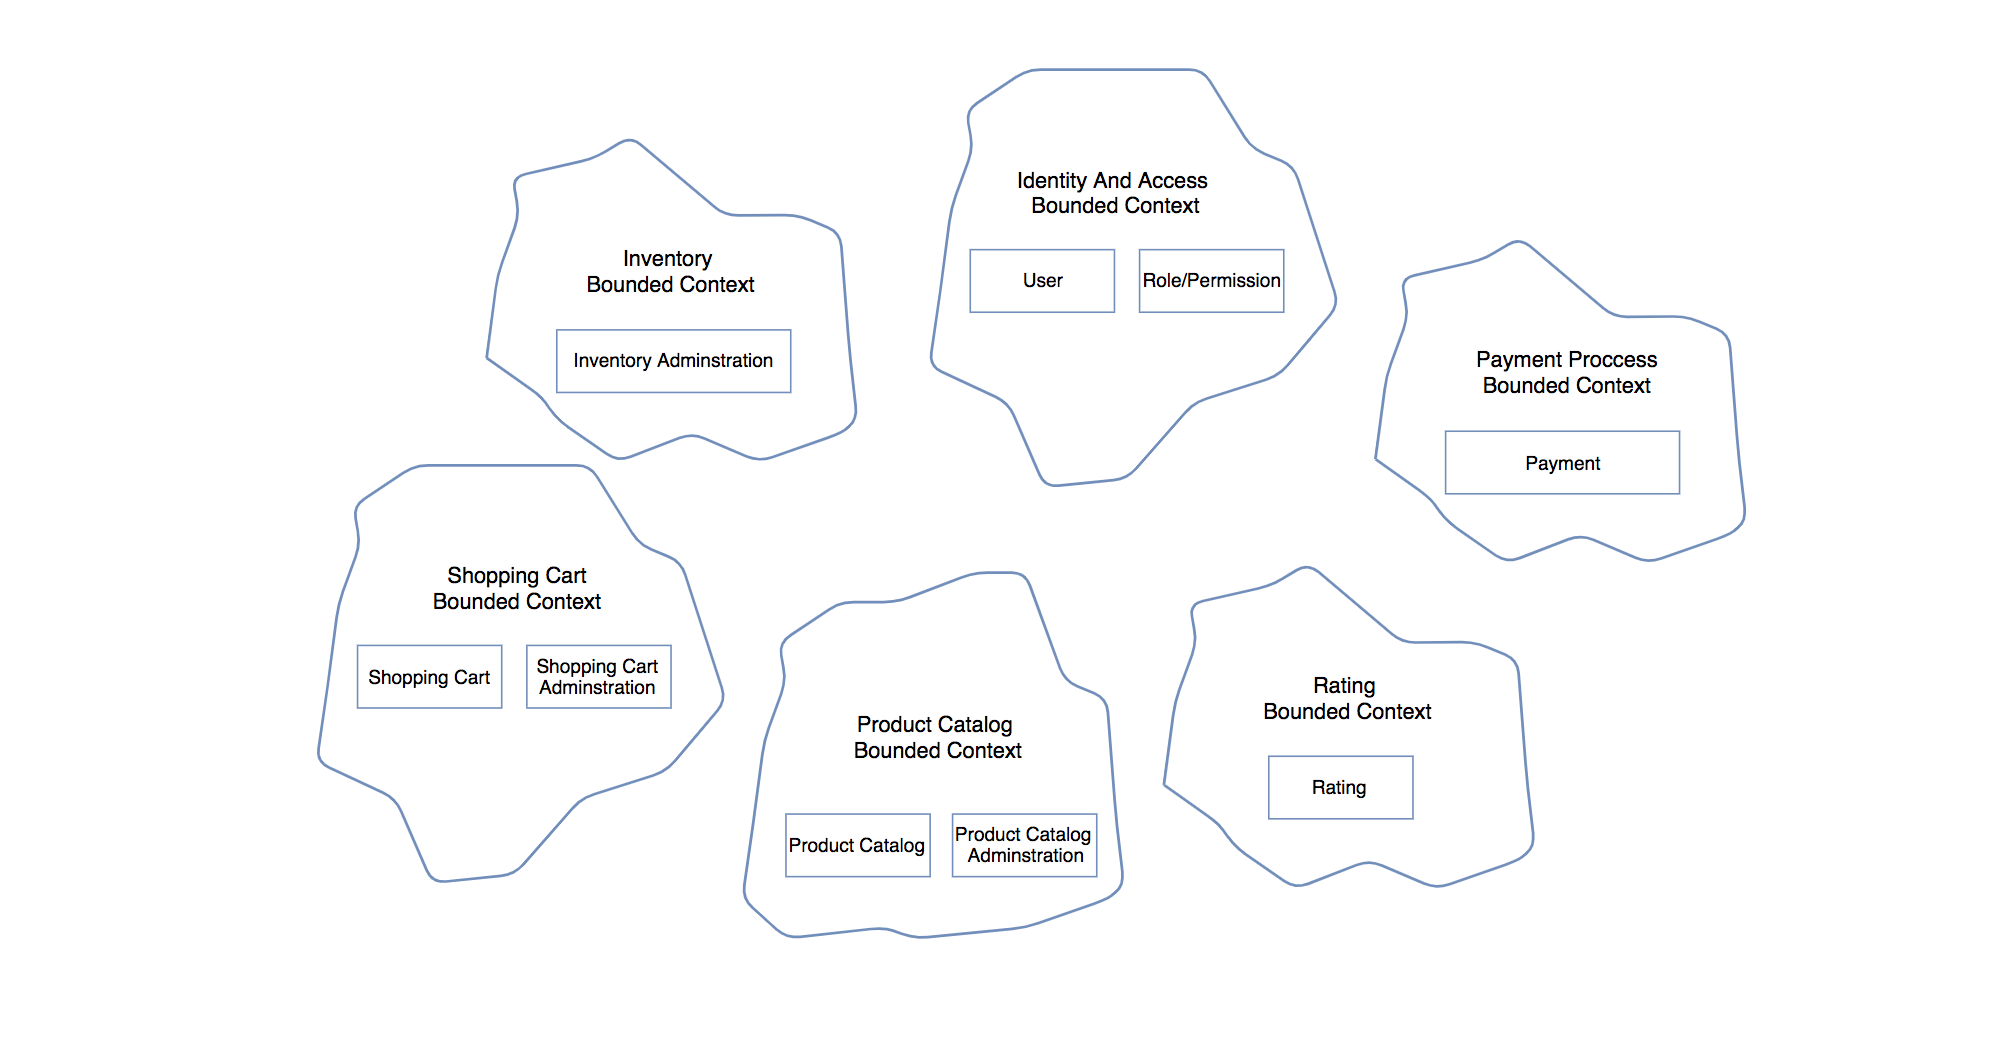 Identity And Access
Bounded Context
User
Role/Permission
Inventory
Bounded Context
Inventory Adminstration
Payment Proccess
Bounded Context
Payment
Shopping Cart
Bounded Context
Shopping Cart
Shopping Cart
Adminstration
Product Catalog
Bounded Context
Product Catalog
Product Catalog
Adminstration
Rating
Bounded Context
Rating